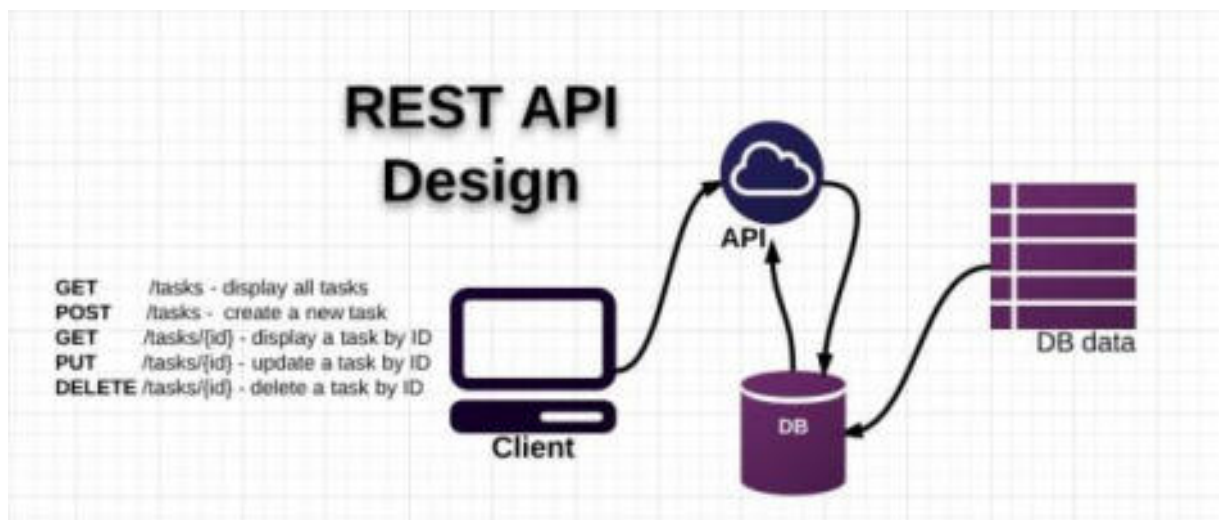 REST API
Design
GET /tasks - display all tasks
POST /tasks - create a new task
GET /tasks/{id} - display a task by ID
PUT /tasks/{id} - update a task by ID
DELETE /tasks/{id} - delete a task by ID
Client
API
DB
DB data